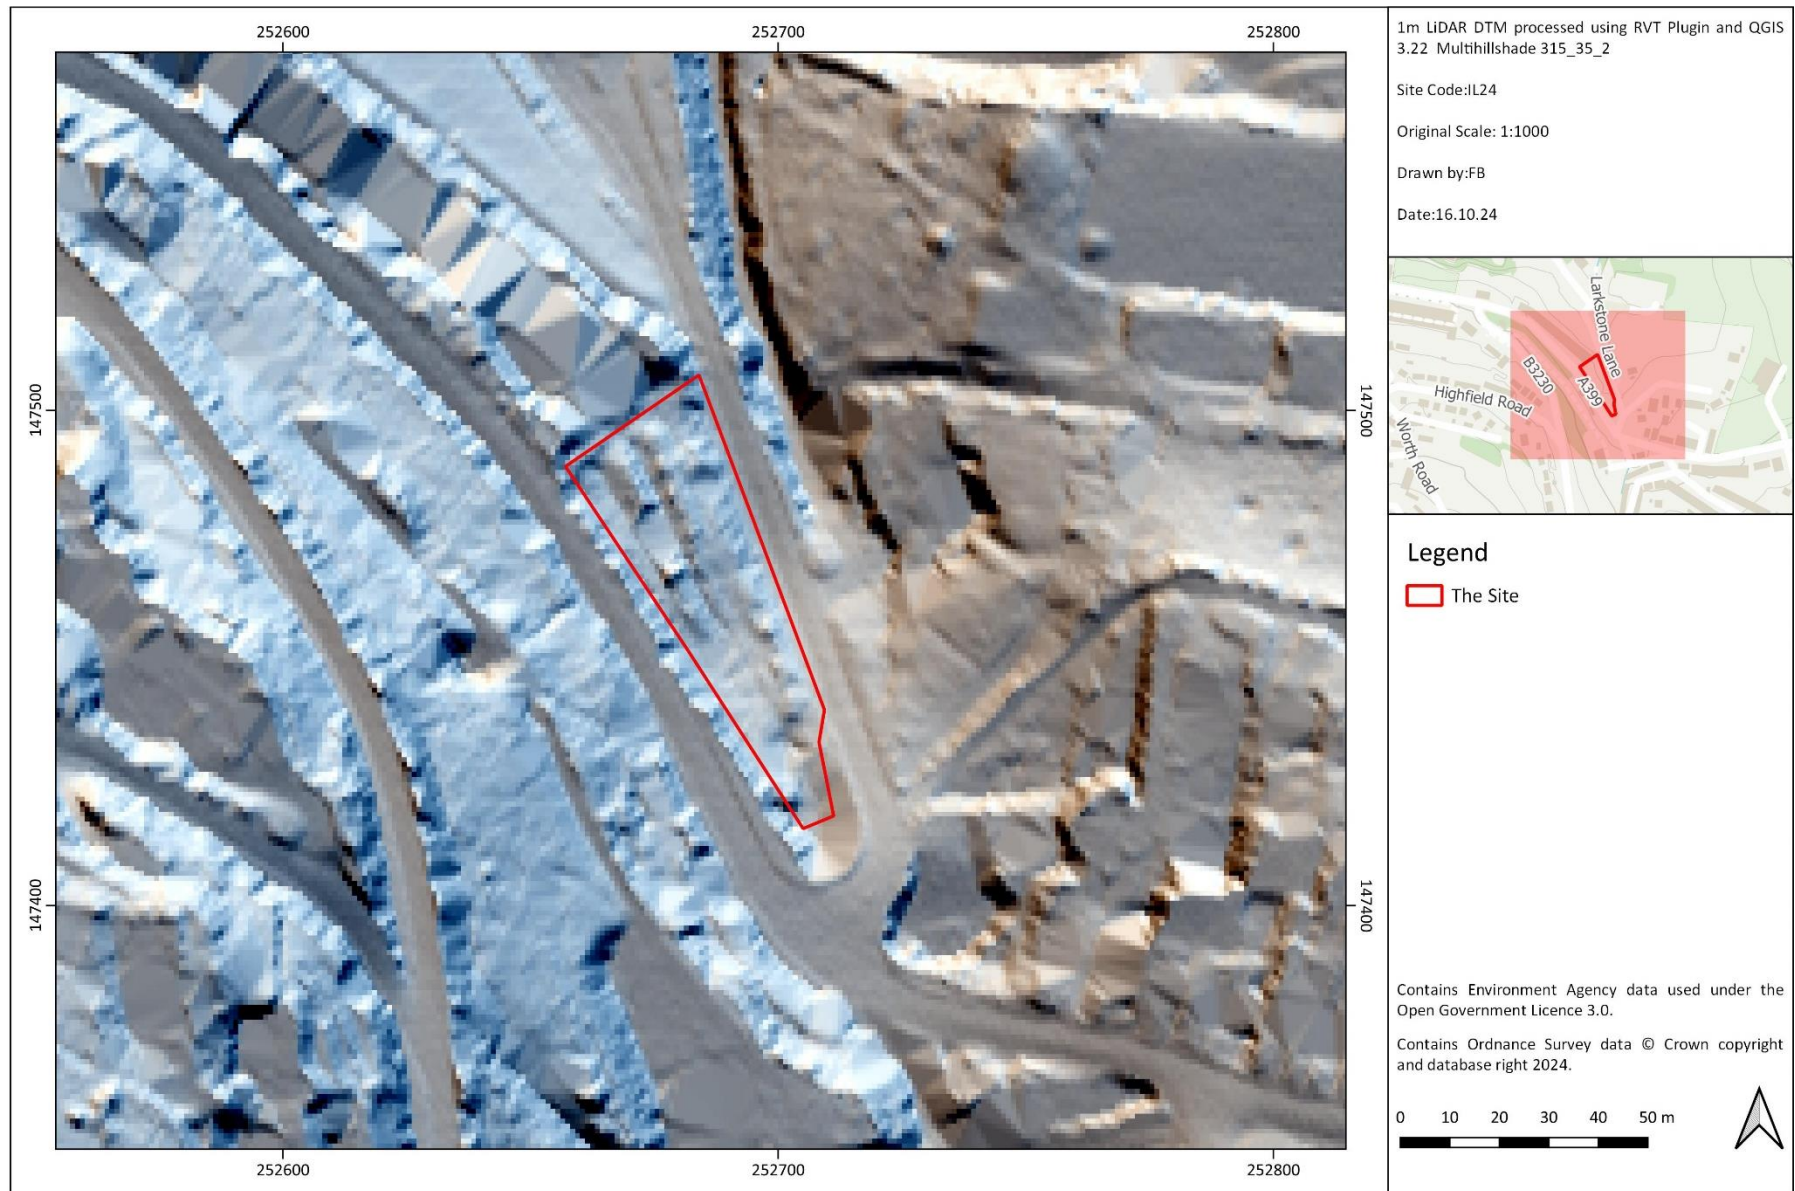 252600 252700 252800
147500 147500
147400 147400
252600 252700 252800
1m LiDAR DTM processed using RVT Plugin and QGIS
3.22 Multihillshade 315_35_2
Site Code:IL24
Original Scale: 1:1000
Drawn by:FB
Date:16.10.24
Larkstone Lane
B3230
A399
Highfield Road
Worth Road
Legend
The Site
Contains Environment Agency data used under the
Open Government Licence 3.0.
Contains Ordnance Survey data © Crown copyright
and database right 2024.
0 10 20 30 40 50 m